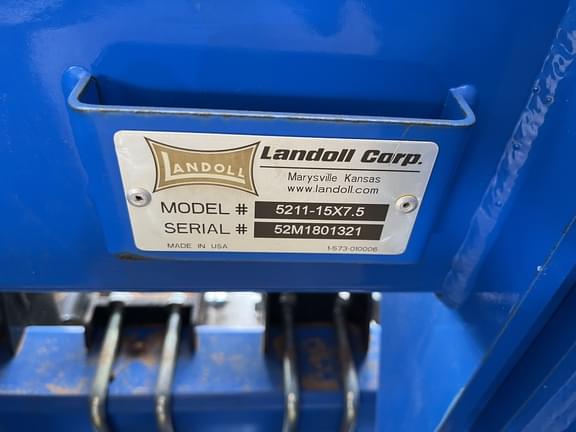 LANDOLL
Landoll Corp.
Marysville Kansas
www.landoll.com
MODEL # 5211-15X7.5
SERIAL # 52M1801321
MADE IN USA 1-573-010006